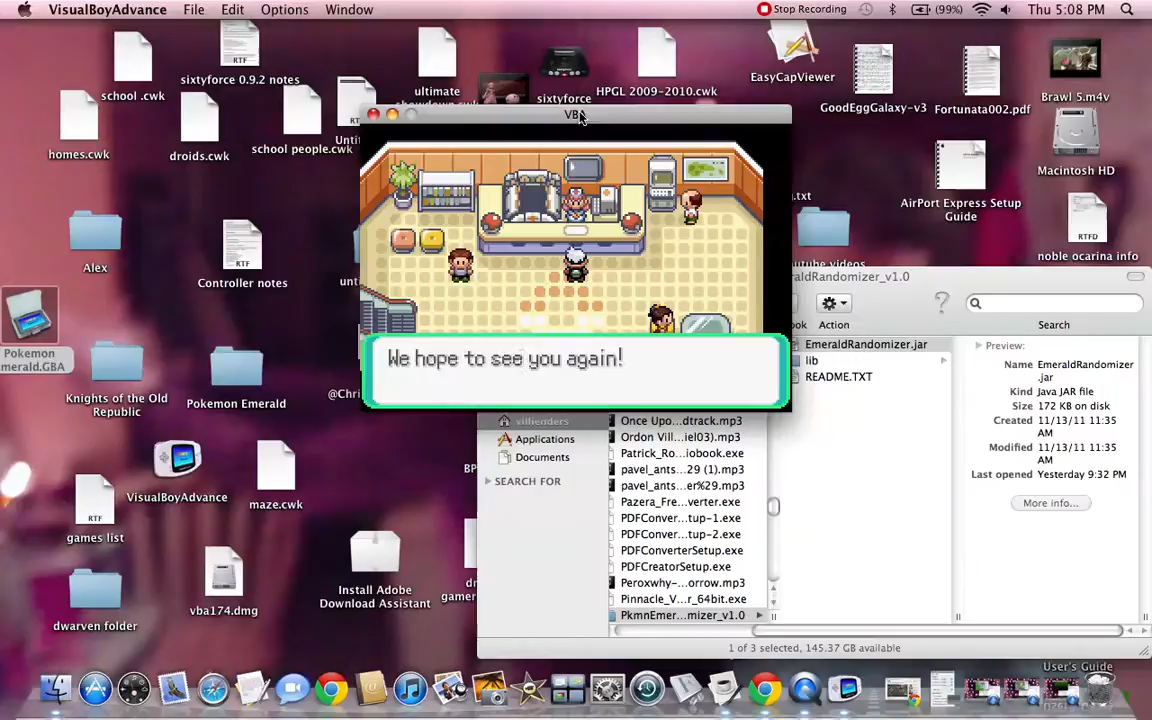 VisualBoyAdvance File Edit Options Window Stop Recording (99%) Thu 5:08 PM
school .cwk
sixtyforce 0.9.2 notes
ultimate
sixtyforce
HPGL 2009-2010.cwk
EasyCapViewer
GoodEggGalaxy-v3
Fortunata002.pdf
Brawl 5.m4v
homes.cwk
droids.cwk
school people.cwk
Macintosh HD
AirPort Express Setup
Guide
noble ocarina info
Alex
Controller notes
youtube videos
Pokemon
merald.GBA
Knights of the Old
Republic
Pokemon Emerald
@Chri
VisualBoyAdvance
maze.cwk
games list
vba174.dmg
Install Adobe
Download Assistant
dwarven folder
We hope to see you again!
eraldRandomizer_v1.0
Action
Search
EmeraldRandomizer.jar
lib
README.TXT
Preview:
Name EmeraldRandomizer
.jar
Kind Java JAR file
Size 172 KB on disk
Created 11/13/11 11:35
AM
Modified 11/13/11 11:35
AM
Last opened Yesterday 9:32 PM
More info...
villienders
Applications
Documents
SEARCH FOR
Once Upo...dtrack.mp3
Ordon Vill...iel03).mp3
Patrick_Ro...iobook.exe
pavel_ants...29 (1).mp3
pavel_ants...er%29.mp3
Pazera_Fre...verter.exe
PDFConver...tup-1.exe
PDFConver...tup-2.exe
PDFConverterSetup.exe
PDFCreatorSetup.exe
Peroxwhy-...orrow.mp3
Pinnacle_V...r_64bit.exe
PkmnEmer...mizer_v1.0
1 of 3 selected, 145.37 GB available
User's Guide